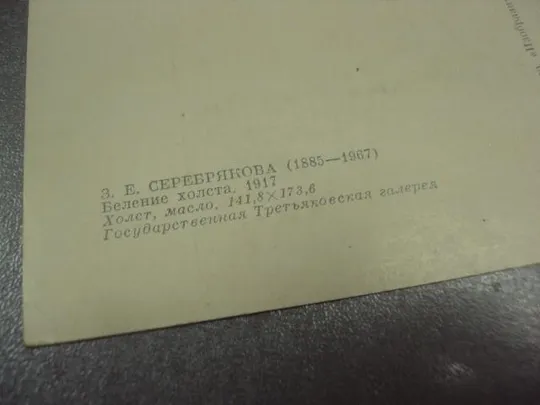 З. Е. СЕРЕБРЯКОВА (1885—1967)
Беление холста. 1917
Холст, масло. 141,8×173,6
Государственная Третьяковская галерея